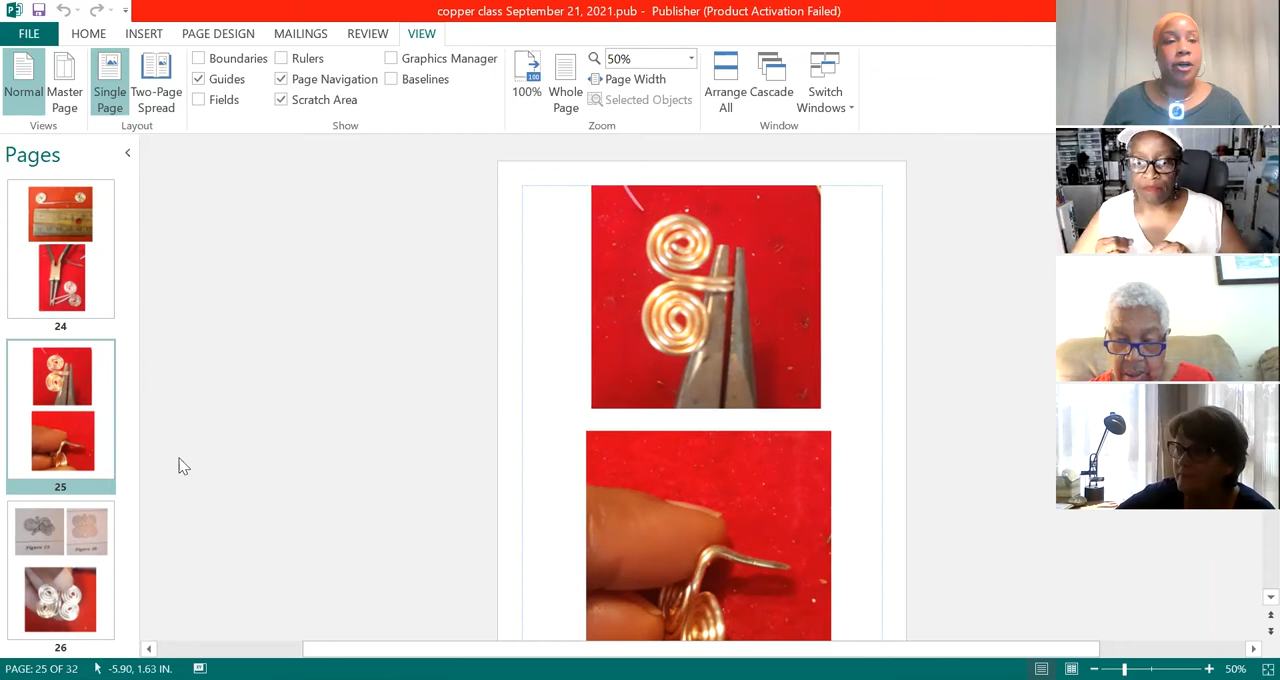 copper class September 21, 2021.pub - Publisher (Product Activation Failed)
FILE HOME INSERT PAGE DESIGN MAILINGS REVIEW VIEW
Normal Master Page
Views
Single Page Two-Page Spread
Layout
Boundaries Rulers Graphics Manager
Guides Page Navigation Baselines
Fields Scratch Area
Show
100% Whole Page
50%
Page Width
Selected Objects
Zoom
Arrange All Cascade Switch Windows
Window
Pages
24
25
26
PAGE: 25 OF 32 -5.90, 1.63 IN. 50%